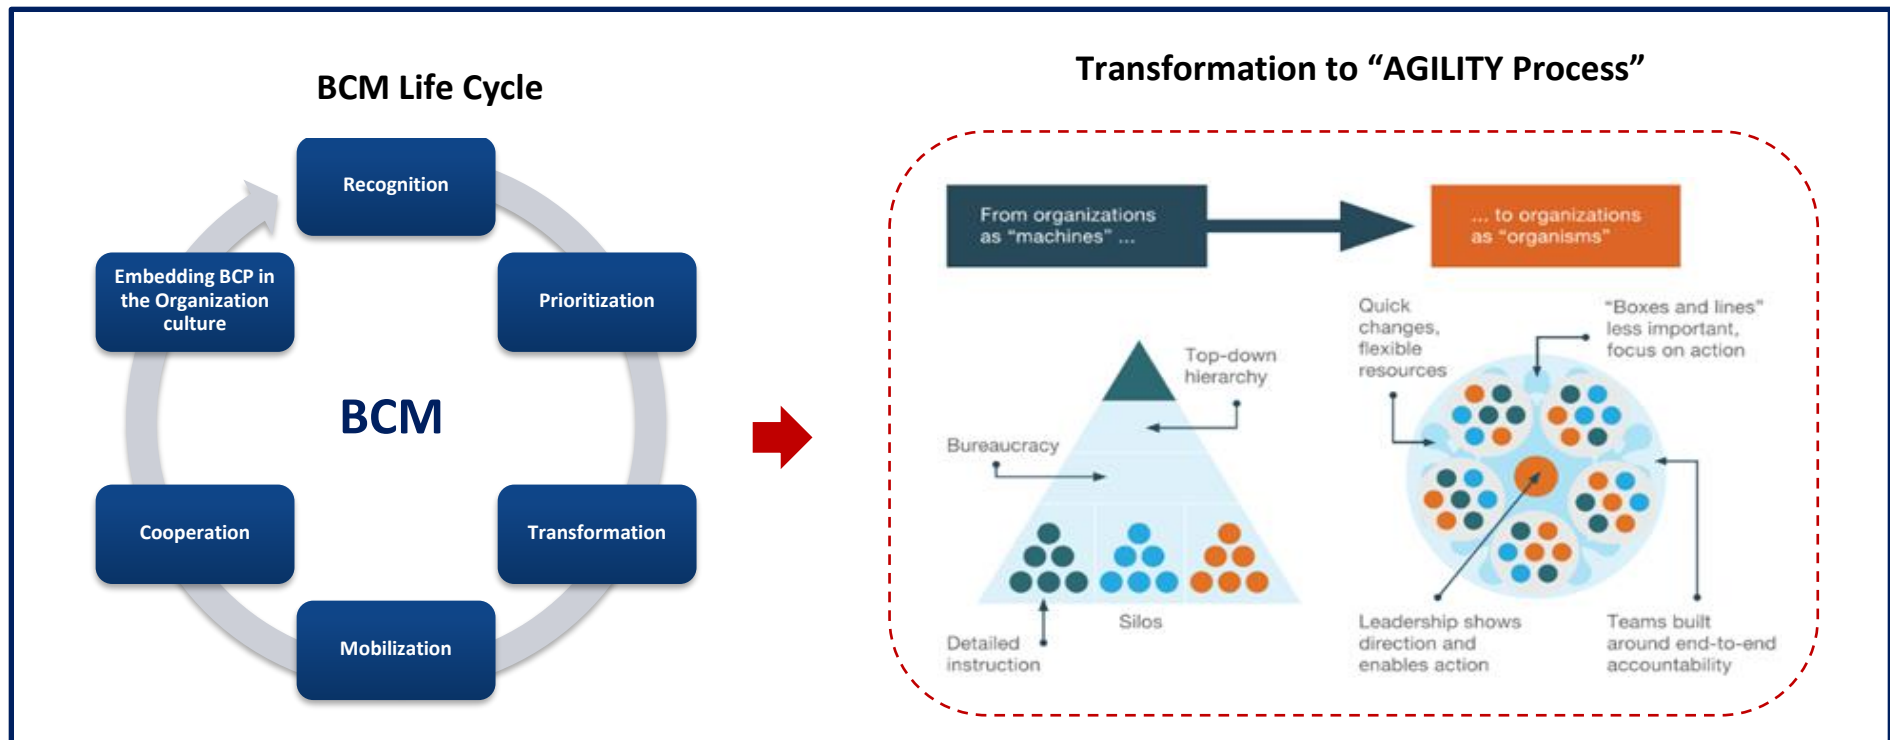 BCM Life Cycle
Recognition
Prioritization
Transformation
Mobilization
Cooperation
Embedding BCP in
the Organization
culture
BCM
Transformation to “AGILITY Process”
From organizations
as “machines” ...
... to organizations
as “organisms”
Top-down
hierarchy
Bureaucracy
Silos
Detailed
instruction
Quick
changes,
flexible
resources
“Boxes and lines”
less important,
focus on action
Leadership shows
direction and
enables action
Teams built
around end-to-end
accountability